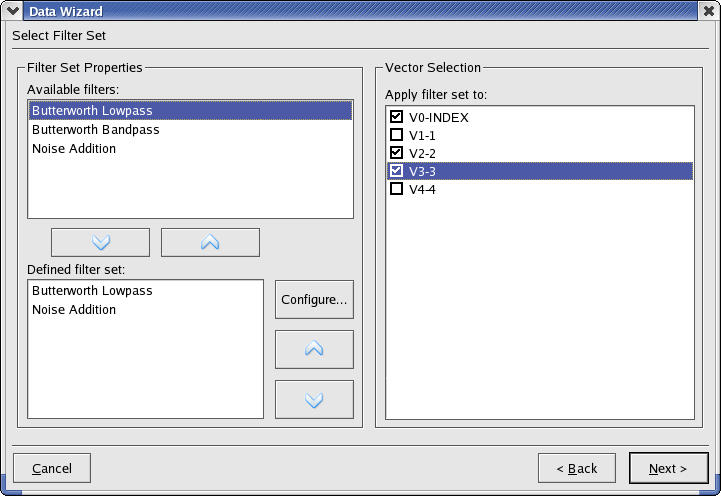 Data Wizard
Select Filter Set
Filter Set Properties
Available filters:
Butterworth Lowpass
Butterworth Bandpass
Noise Addition
Defined filter set:
Butterworth Lowpass
Noise Addition
Configure...
Vector Selection
Apply filter set to:
V0-INDEX
V1-1
V2-2
V3-3
V4-4
Cancel
< Back
Next >